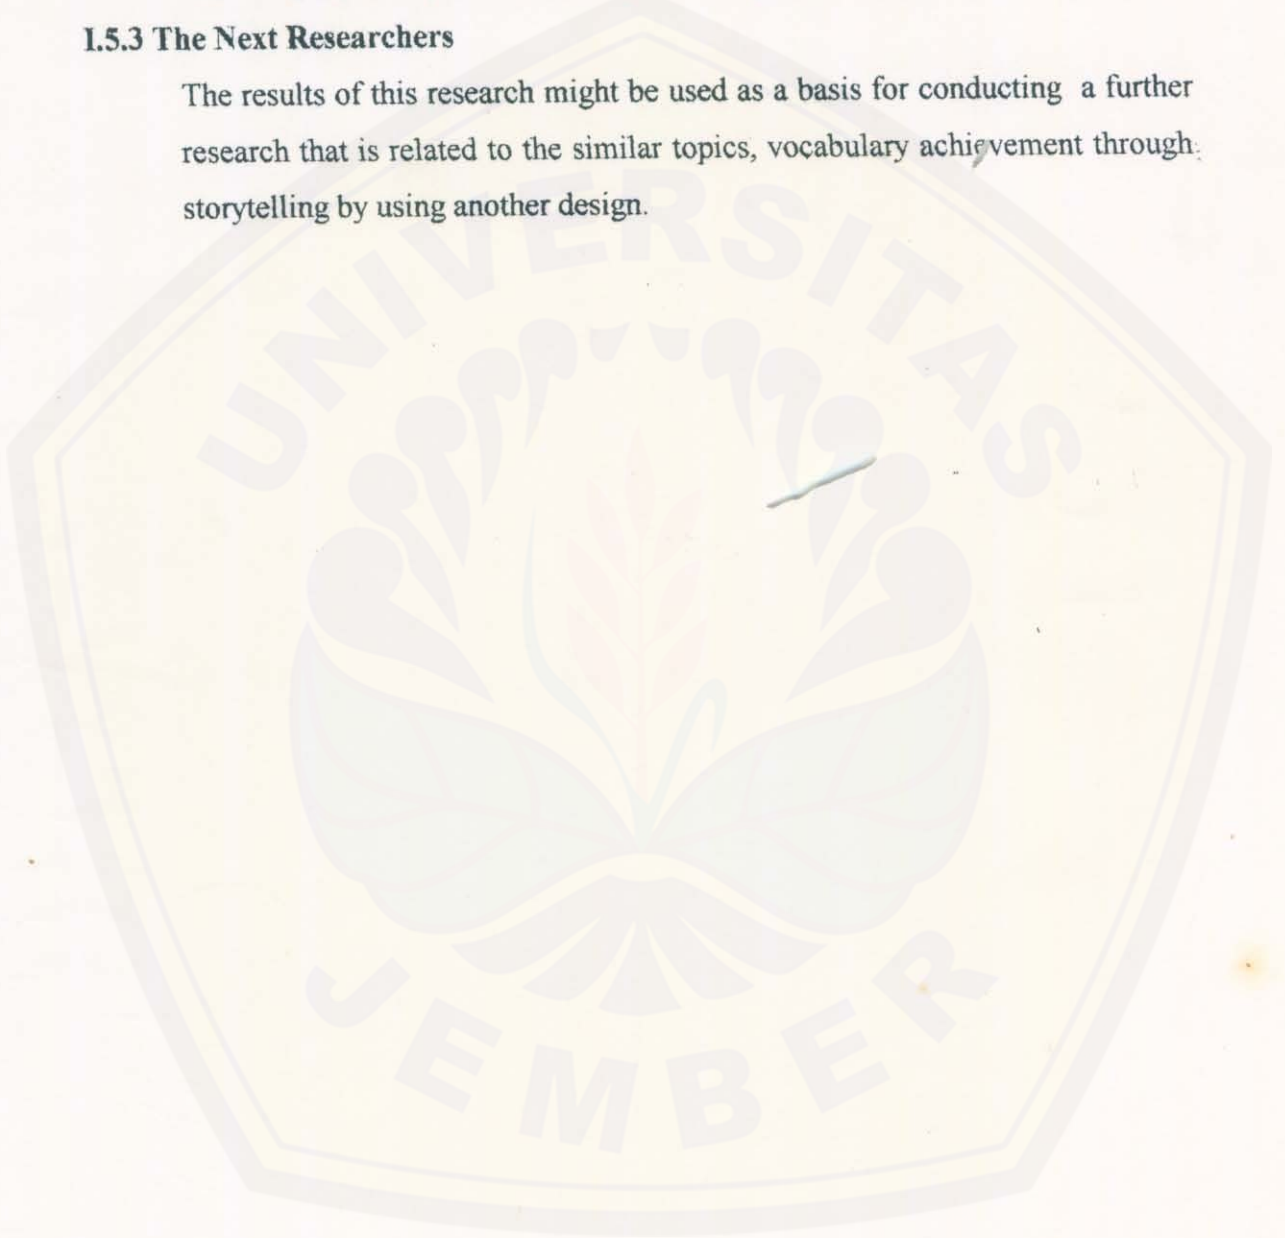 I.5.3 The Next Researchers
The results of this research might be used as a basis for conducting a further
research that is related to the similar topics, vocabulary achievement through
storytelling by using another design.
UNIVERSITAS
JEMBER